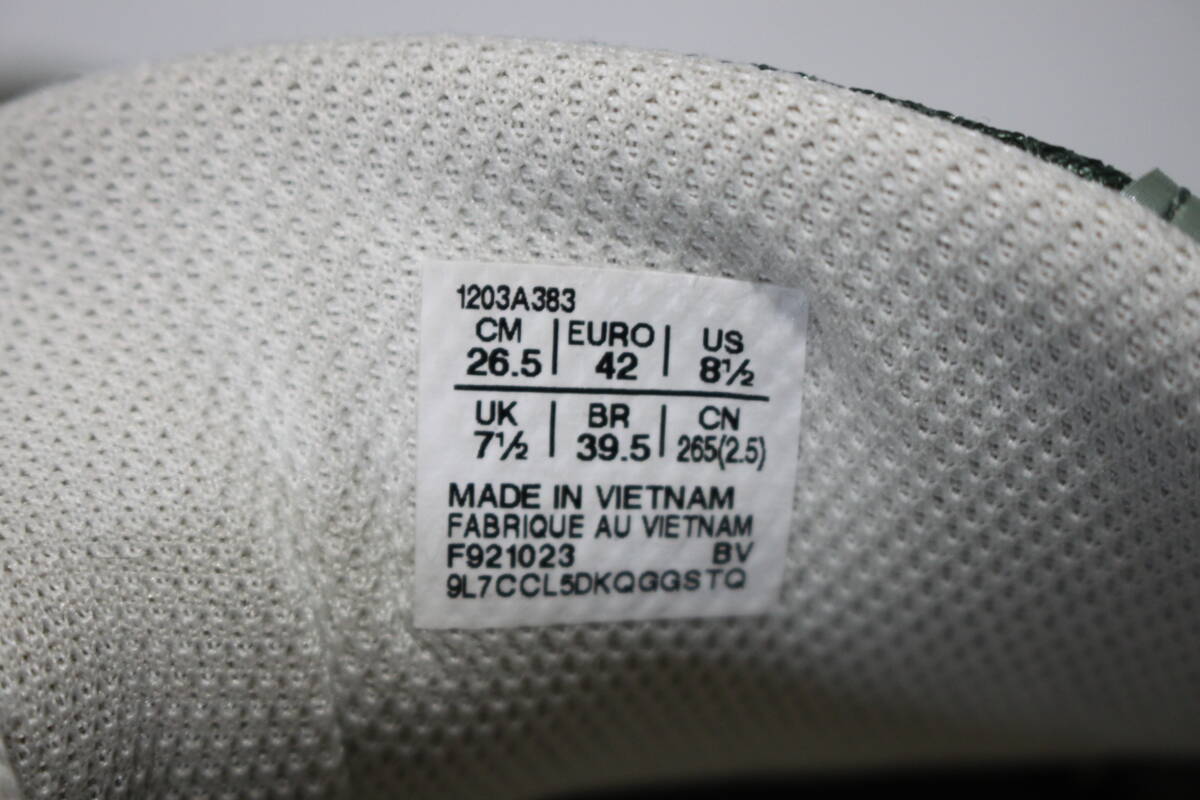 1203A383
CM | EURO | US
26.5 | 42 | 8½
UK | BR | CN
7½ | 39.5 | 265(2.5)
MADE IN VIETNAM
FABRIQUE AU VIETNAM
F921023 BV
9L7CCL5DKQGGSTQ